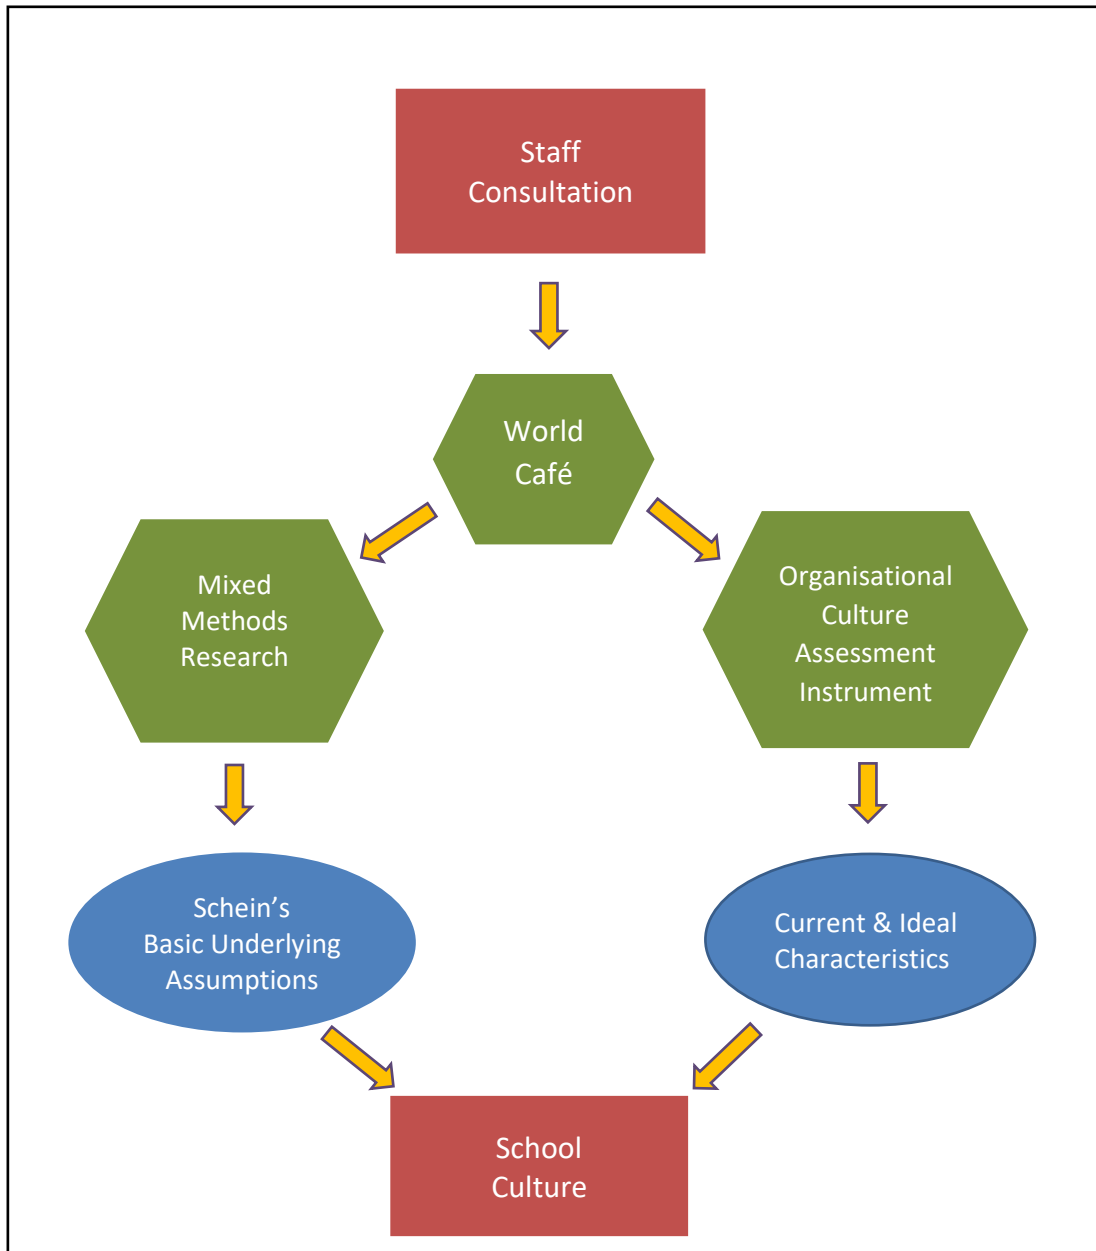 Staff
Consultation
World
Café
Mixed
Methods
Research
Organisational
Culture
Assessment
Instrument
Schein’s
Basic Underlying
Assumptions
Current & Ideal
Characteristics
School
Culture